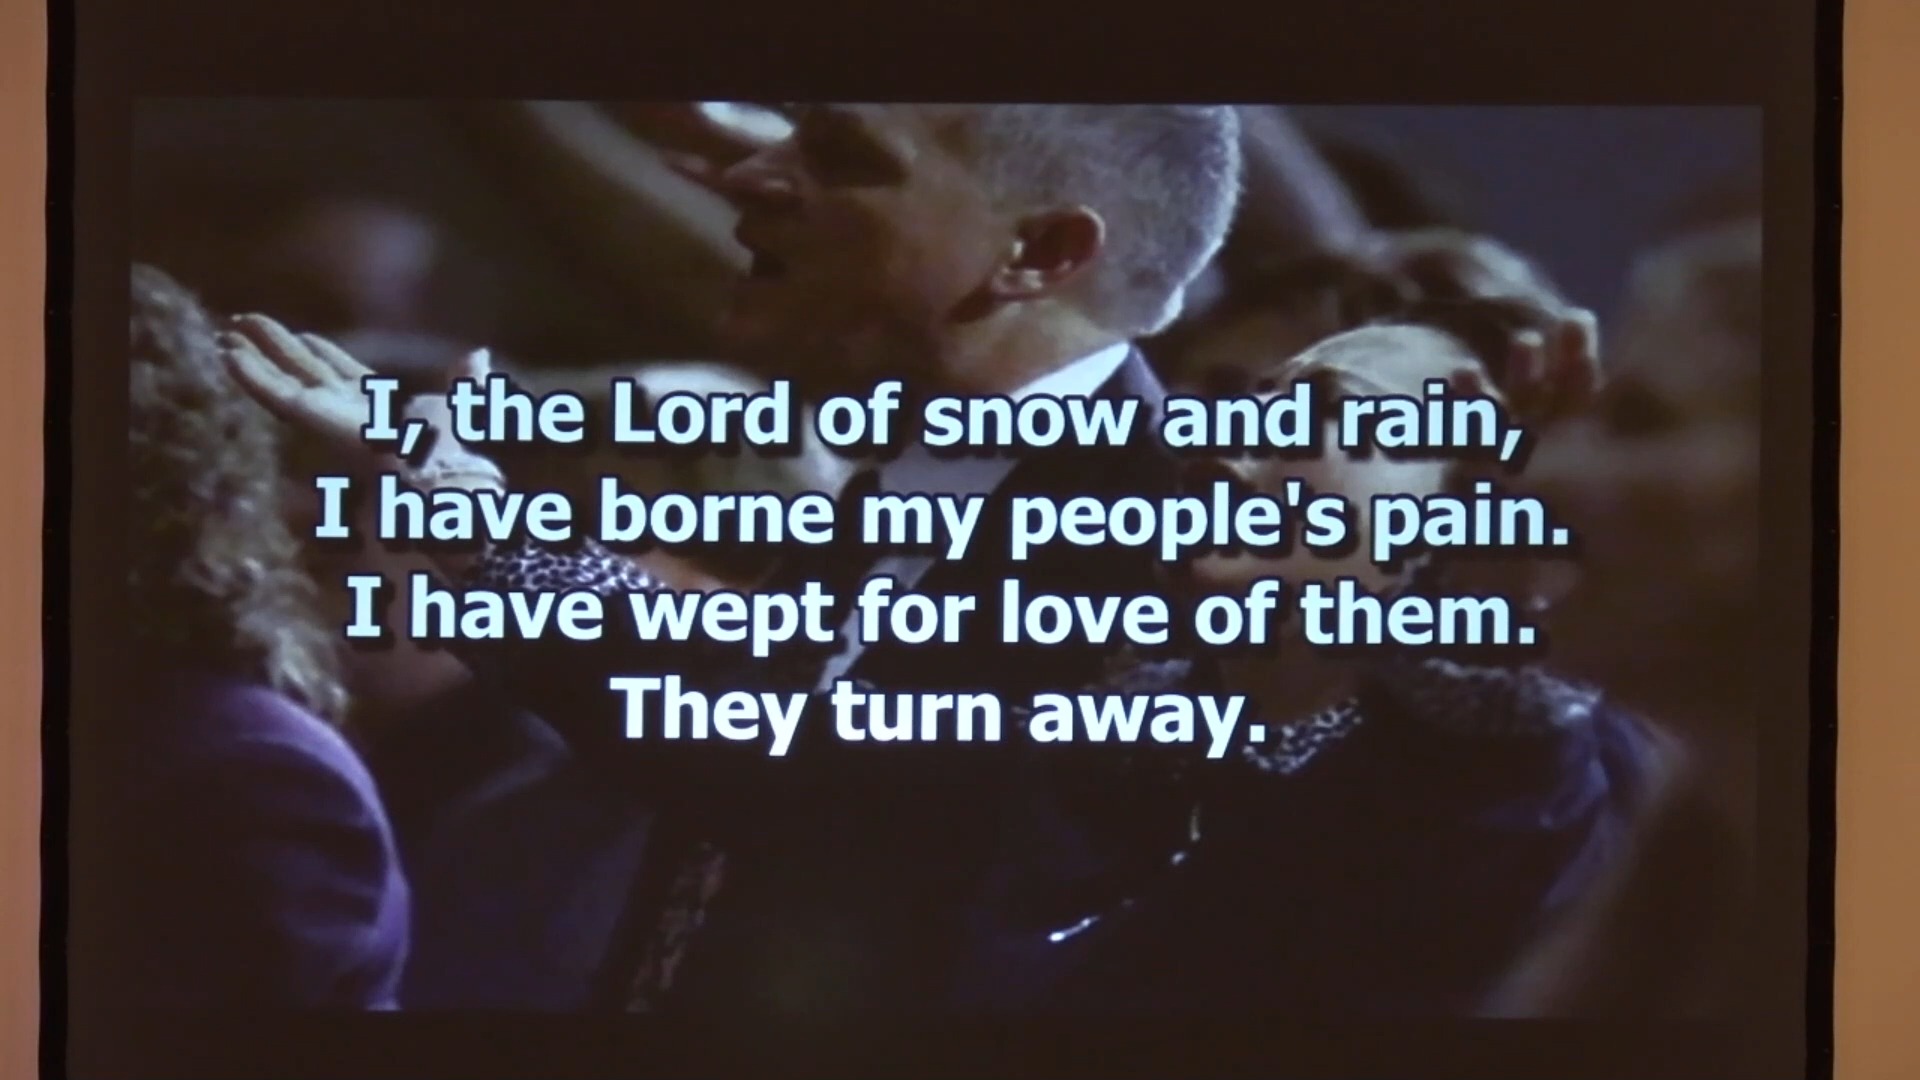 I, the Lord of snow and rain,
I have borne my people's pain.
I have wept for love of them.
They turn away.